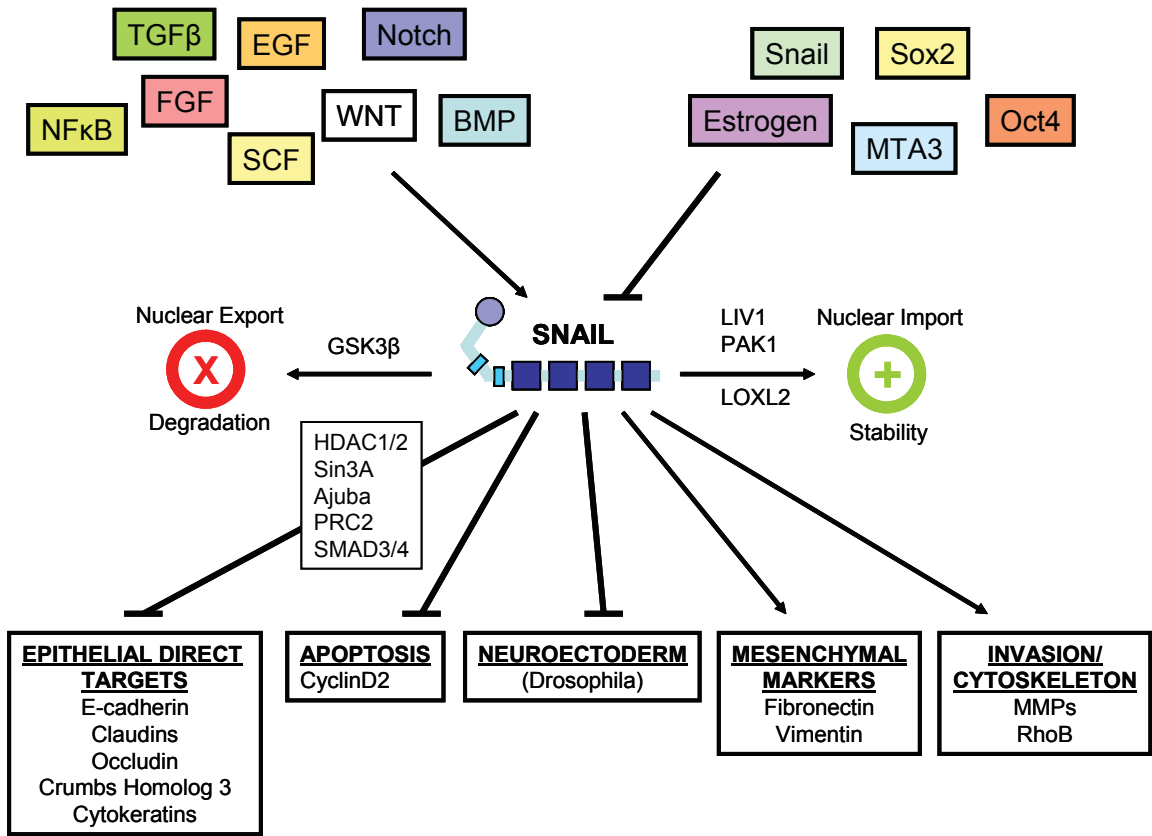 TGFβ
EGF
Notch
FGF
NFκB
WNT
BMP
SCF
Snail
Sox2
Estrogen
Oct4
MTA3
Nuclear Export
X
Degradation
GSK3β
SNAIL
LIV1
PAK1
LOXL2
Nuclear Import
+
Stability
HDAC1/2
Sin3A
Ajuba
PRC2
SMAD3/4
EPITHELIAL DIRECT
TARGETS
E-cadherin
Claudins
Occludin
Crumbs Homolog 3
Cytokeratins
APOPTOSIS
CyclinD2
NEUROECTODERM
(Drosophila)
MESENCHYMAL
MARKERS
Fibronectin
Vimentin
INVASION/
CYTOSKELETON
MMPs
RhoB